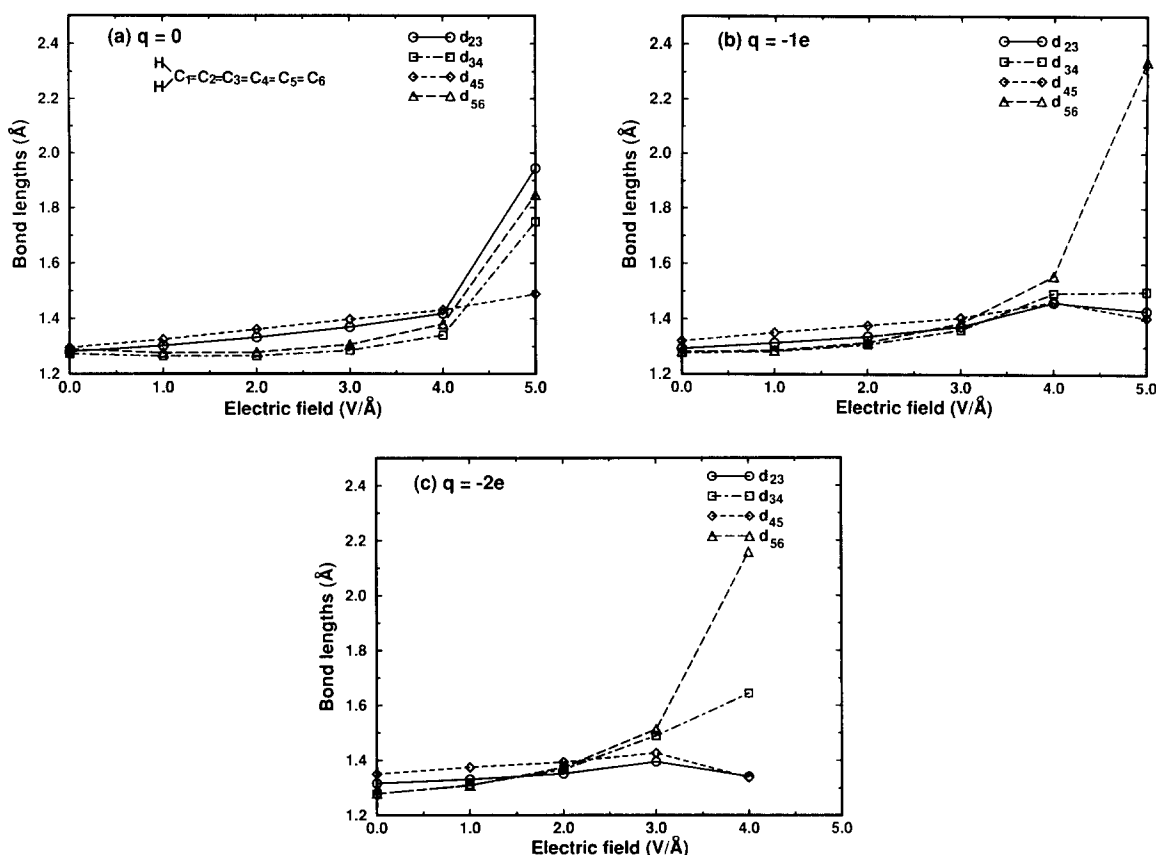 (a) q = 0
H
H
C₁=C₂=C₃=C₄=C₅=C₆
d₂₃
d₃₄
d₄₅
d₅₆
2.4
2.2
2.0
1.8
1.6
1.4
1.2
Bond lengths (Å)
0.0 1.0 2.0 3.0 4.0 5.0
Electric field (V/Å)
(b) q = -1e
d₂₃
d₃₄
d₄₅
d₅₆
2.4
2.2
2.0
1.8
1.6
1.4
1.2
Bond lengths (Å)
0.0 1.0 2.0 3.0 4.0 5.0
Electric field (V/Å)
(c) q = -2e
d₂₃
d₃₄
d₄₅
d₅₆
2.4
2.2
2.0
1.8
1.6
1.4
1.2
Bond lengths (Å)
0.0 1.0 2.0 3.0 4.0 5.0
Electric field (V/Å)